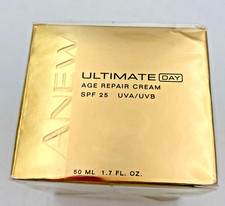 ANEW
ULTIMATE DAY
AGE REPAIR CREAM
SPF 25 UVA/UVB
50 ML 1.7 FL. OZ.